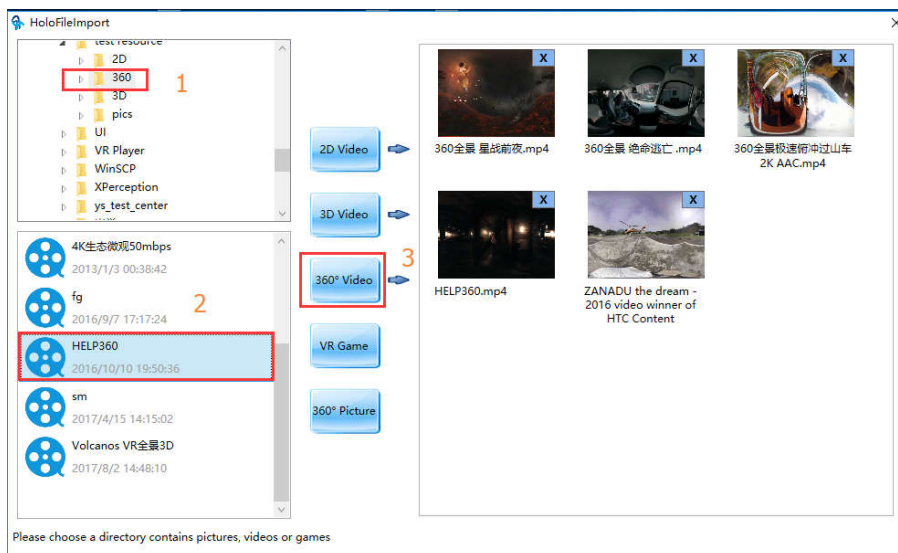 HoloFileImport
test resource
2D
360
1
3D
pics
UI
VR Player
WinSCP
XPerception
ys_test_center
4K生态微观50mbps
2013/1/3 00:38:42
fg
2016/9/7 17:17:24
2
HELP360
2016/10/10 19:50:36
sm
2017/4/15 14:15:02
Volcanos VR全景3D
2017/8/2 14:48:10
2D Video
3D Video
3
360° Video
VR Game
360° Picture
X
X
X
360全景 星战前夜.mp4
360全景 绝命逃亡 .mp4
360全景极速俯冲过山车
2K AAC.mp4
X
X
HELP360.mp4
ZANADU the dream -
2016 video winner of
HTC Content
Please choose a directory contains pictures, videos or games